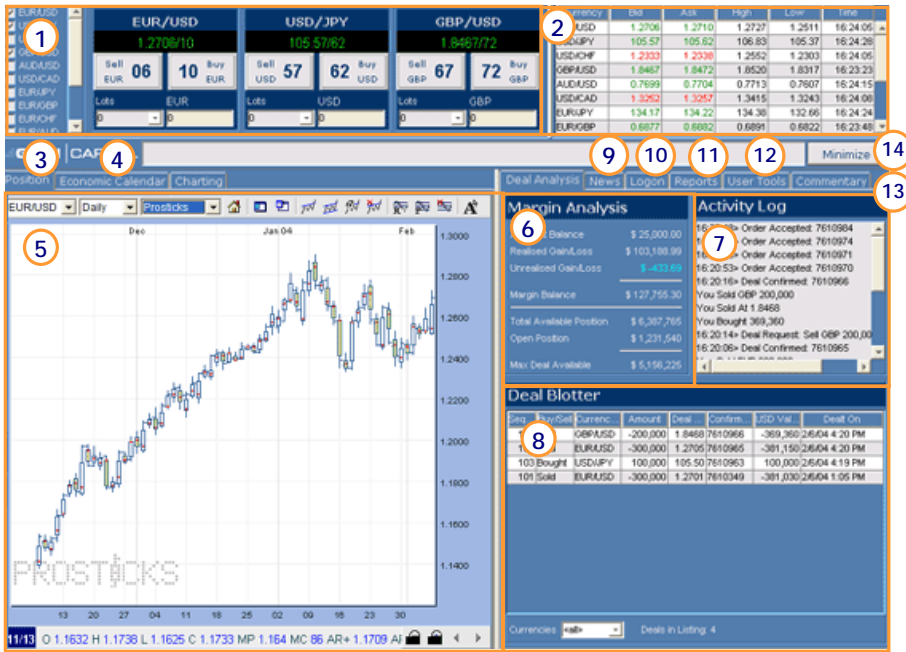 EUR/USD
1.2706/10
Sell EUR 06
10 Buy EUR
Lots EUR
0 0
USD/JPY
105.57/62
Sell USD 57
62 Buy USD
Lots USD
0 0
GBP/USD
1.8467/72
Sell GBP 67
72 Buy GBP
Lots GBP
0 0
1
AUD/USD
USD/CAD
EUR/JPY
EUR/GBP
EUR/CHF
EUR/AUD
2
Bid Ask High Low Time
1.2706 1.2710 1.2727 1.2511 16:24:05
105.57 105.62 106.83 105.37 16:24:26
USD/CHF 1.2333 1.2338 1.2552 1.2303 16:24:05
GBP/USD 1.8467 1.8472 1.8520 1.8317 16:23:23
AUD/USD 0.7699 0.7704 0.7713 0.7607 16:24:15
USD/CAD 1.3252 1.3257 1.3415 1.3243 16:24:08
EUR/JPY 134.17 134.22 134.38 132.66 16:24:24
EUR/GBP 0.6877 0.6882 0.6891 0.6822 16:23:48
3 4 9 10 11 12 14
Minimize
Position Economic Calendar Charting
Deal Analysis News Logon Reports User Tools Commentary
13
EUR/USD Daily Prosticks
5
Dec Jan 04 Feb
1.3000
1.2800
1.2600
1.2400
1.2200
1.2000
1.1800
1.1600
1.1400
PROSTICKS
13 20 27 04 11 18 25 02 09 16 23 30
11/13 O 1.1632 H 1.1738 L 1.1625 C 1.1733 MP 1.164 MC 86 AR+ 1.1709
Margin Analysis
6
Balance $ 25,000.00
Realised Gain/Loss $ 103,188.99
Unrealised Gain/Loss $ -433.69
Margin Balance $ 127,755.30
Total Available Position $ 6,387,765
Open Position $ 1,231,540
Max Deal Available $ 5,156,225
Activity Log
7
Order Accepted: 7610984
Order Accepted: 7610974
Order Accepted: 7610971
16:20:53> Order Accepted: 7610970
16:20:16> Deal Confirmed: 7610966
You Sold GBP 200,000
You Sold At 1.8468
You Bought 369,360
16:20:14> Deal Request: Sell GBP 200,00
16:20:06> Deal Confirmed: 7610965
Deal Blotter
8
Seq Buy/Sell Currenc... Amount Deal ... Confirm... USD Val... Dealt On
GBP/USD -200,000 1.8468 7610966 -369,360 2/6/04 4:20 PM
EUR/USD -300,000 1.2705 7610965 -381,150 2/6/04 4:20 PM
103 Bought USD/JPY 100,000 105.50 7610963 100,000 2/6/04 4:19 PM
101 Sold EUR/USD -300,000 1.2701 7610349 -381,030 2/6/04 1:05 PM
Currencies <all> Deals in Listing: 4